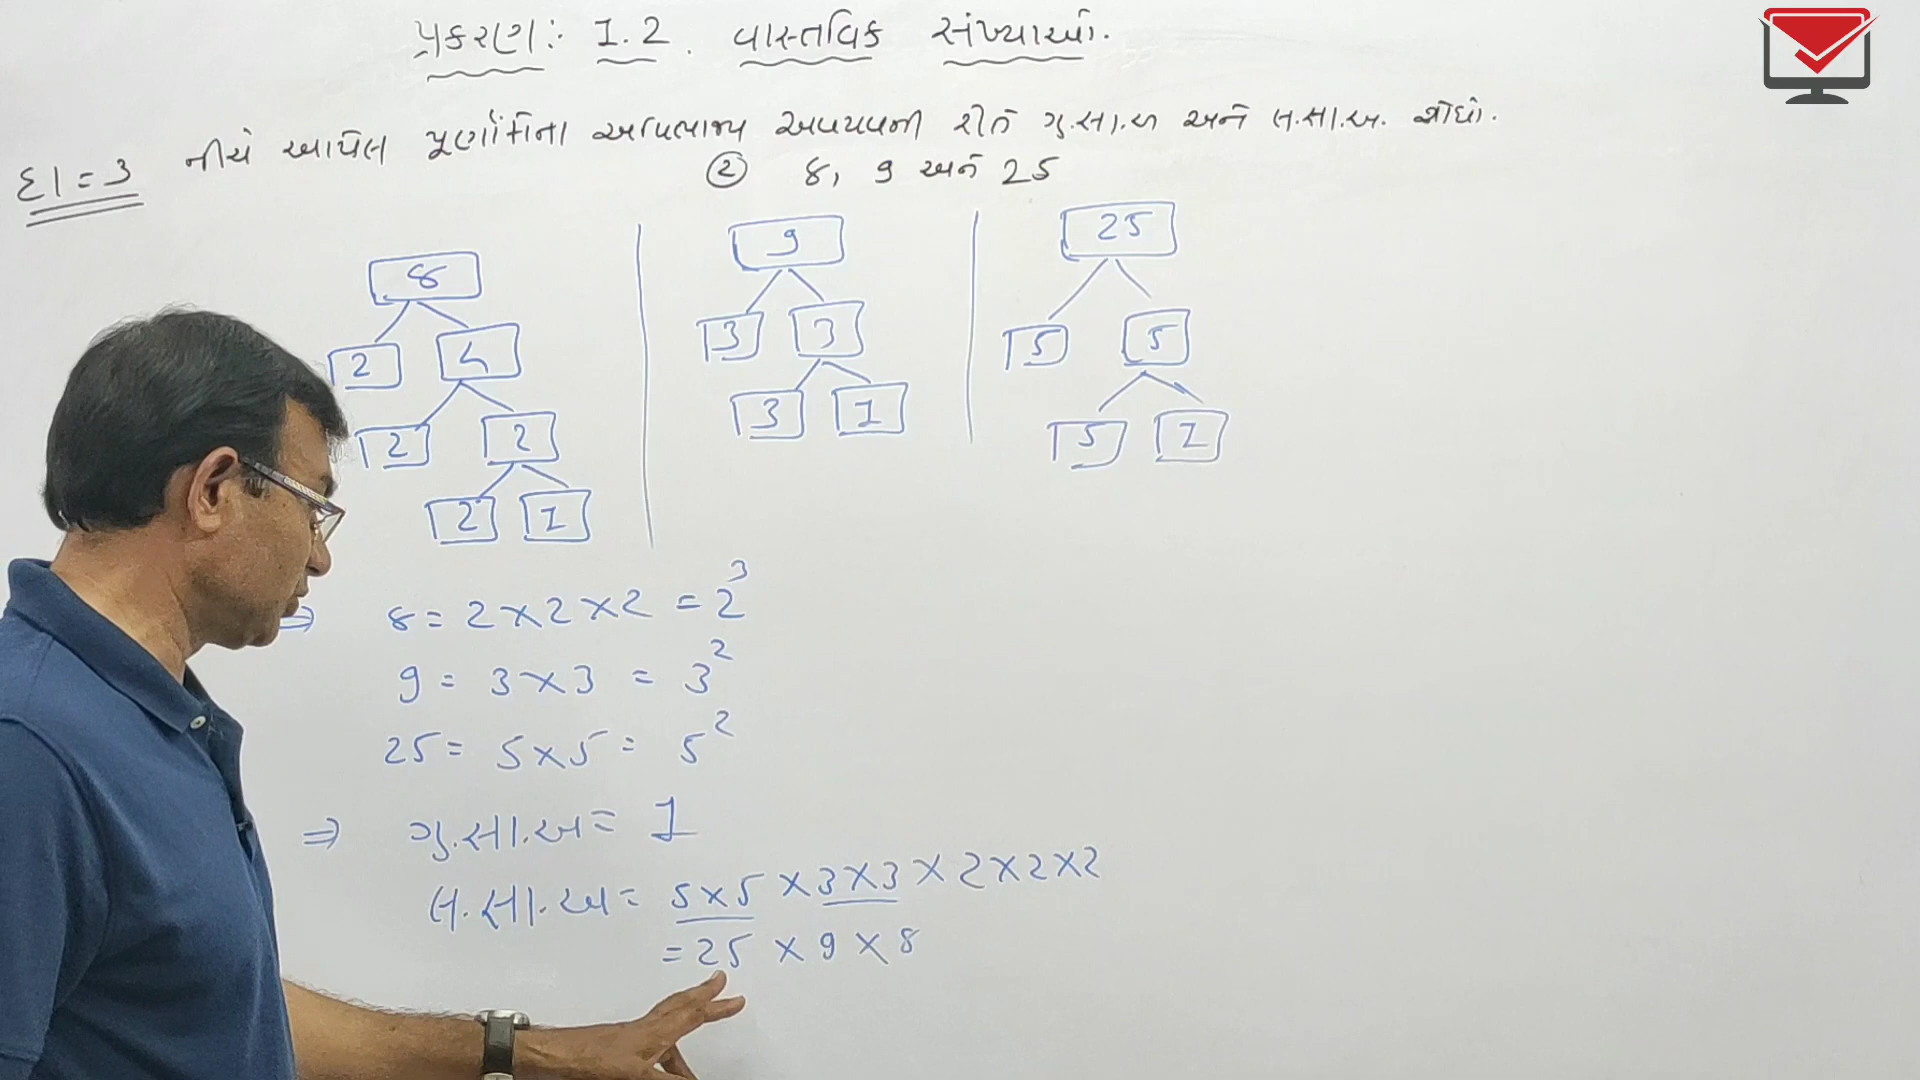 પ્રકરણ: 1.2. વાસ્તવિક સંખ્યાઓ.
દા=3 નીચે આપેલ પૂર્ણાંકોના અવિભાજ્ય અવયવની રીતે ગુ.સા.અ અને લ.સા.અ. શોધો.
② 8, 9 અને 25
8
2 4
2 2
2 1
9
3 3
3 1
25
5 5
5 1
⇒ 8 = 2×2×2 = 2³
9 = 3×3 = 3²
25 = 5×5 = 5²
⇒ ગુ.સા.અ = 1
લ.સા.અ = 5×5×3×3×2×2×2
= 25 × 9 × 8